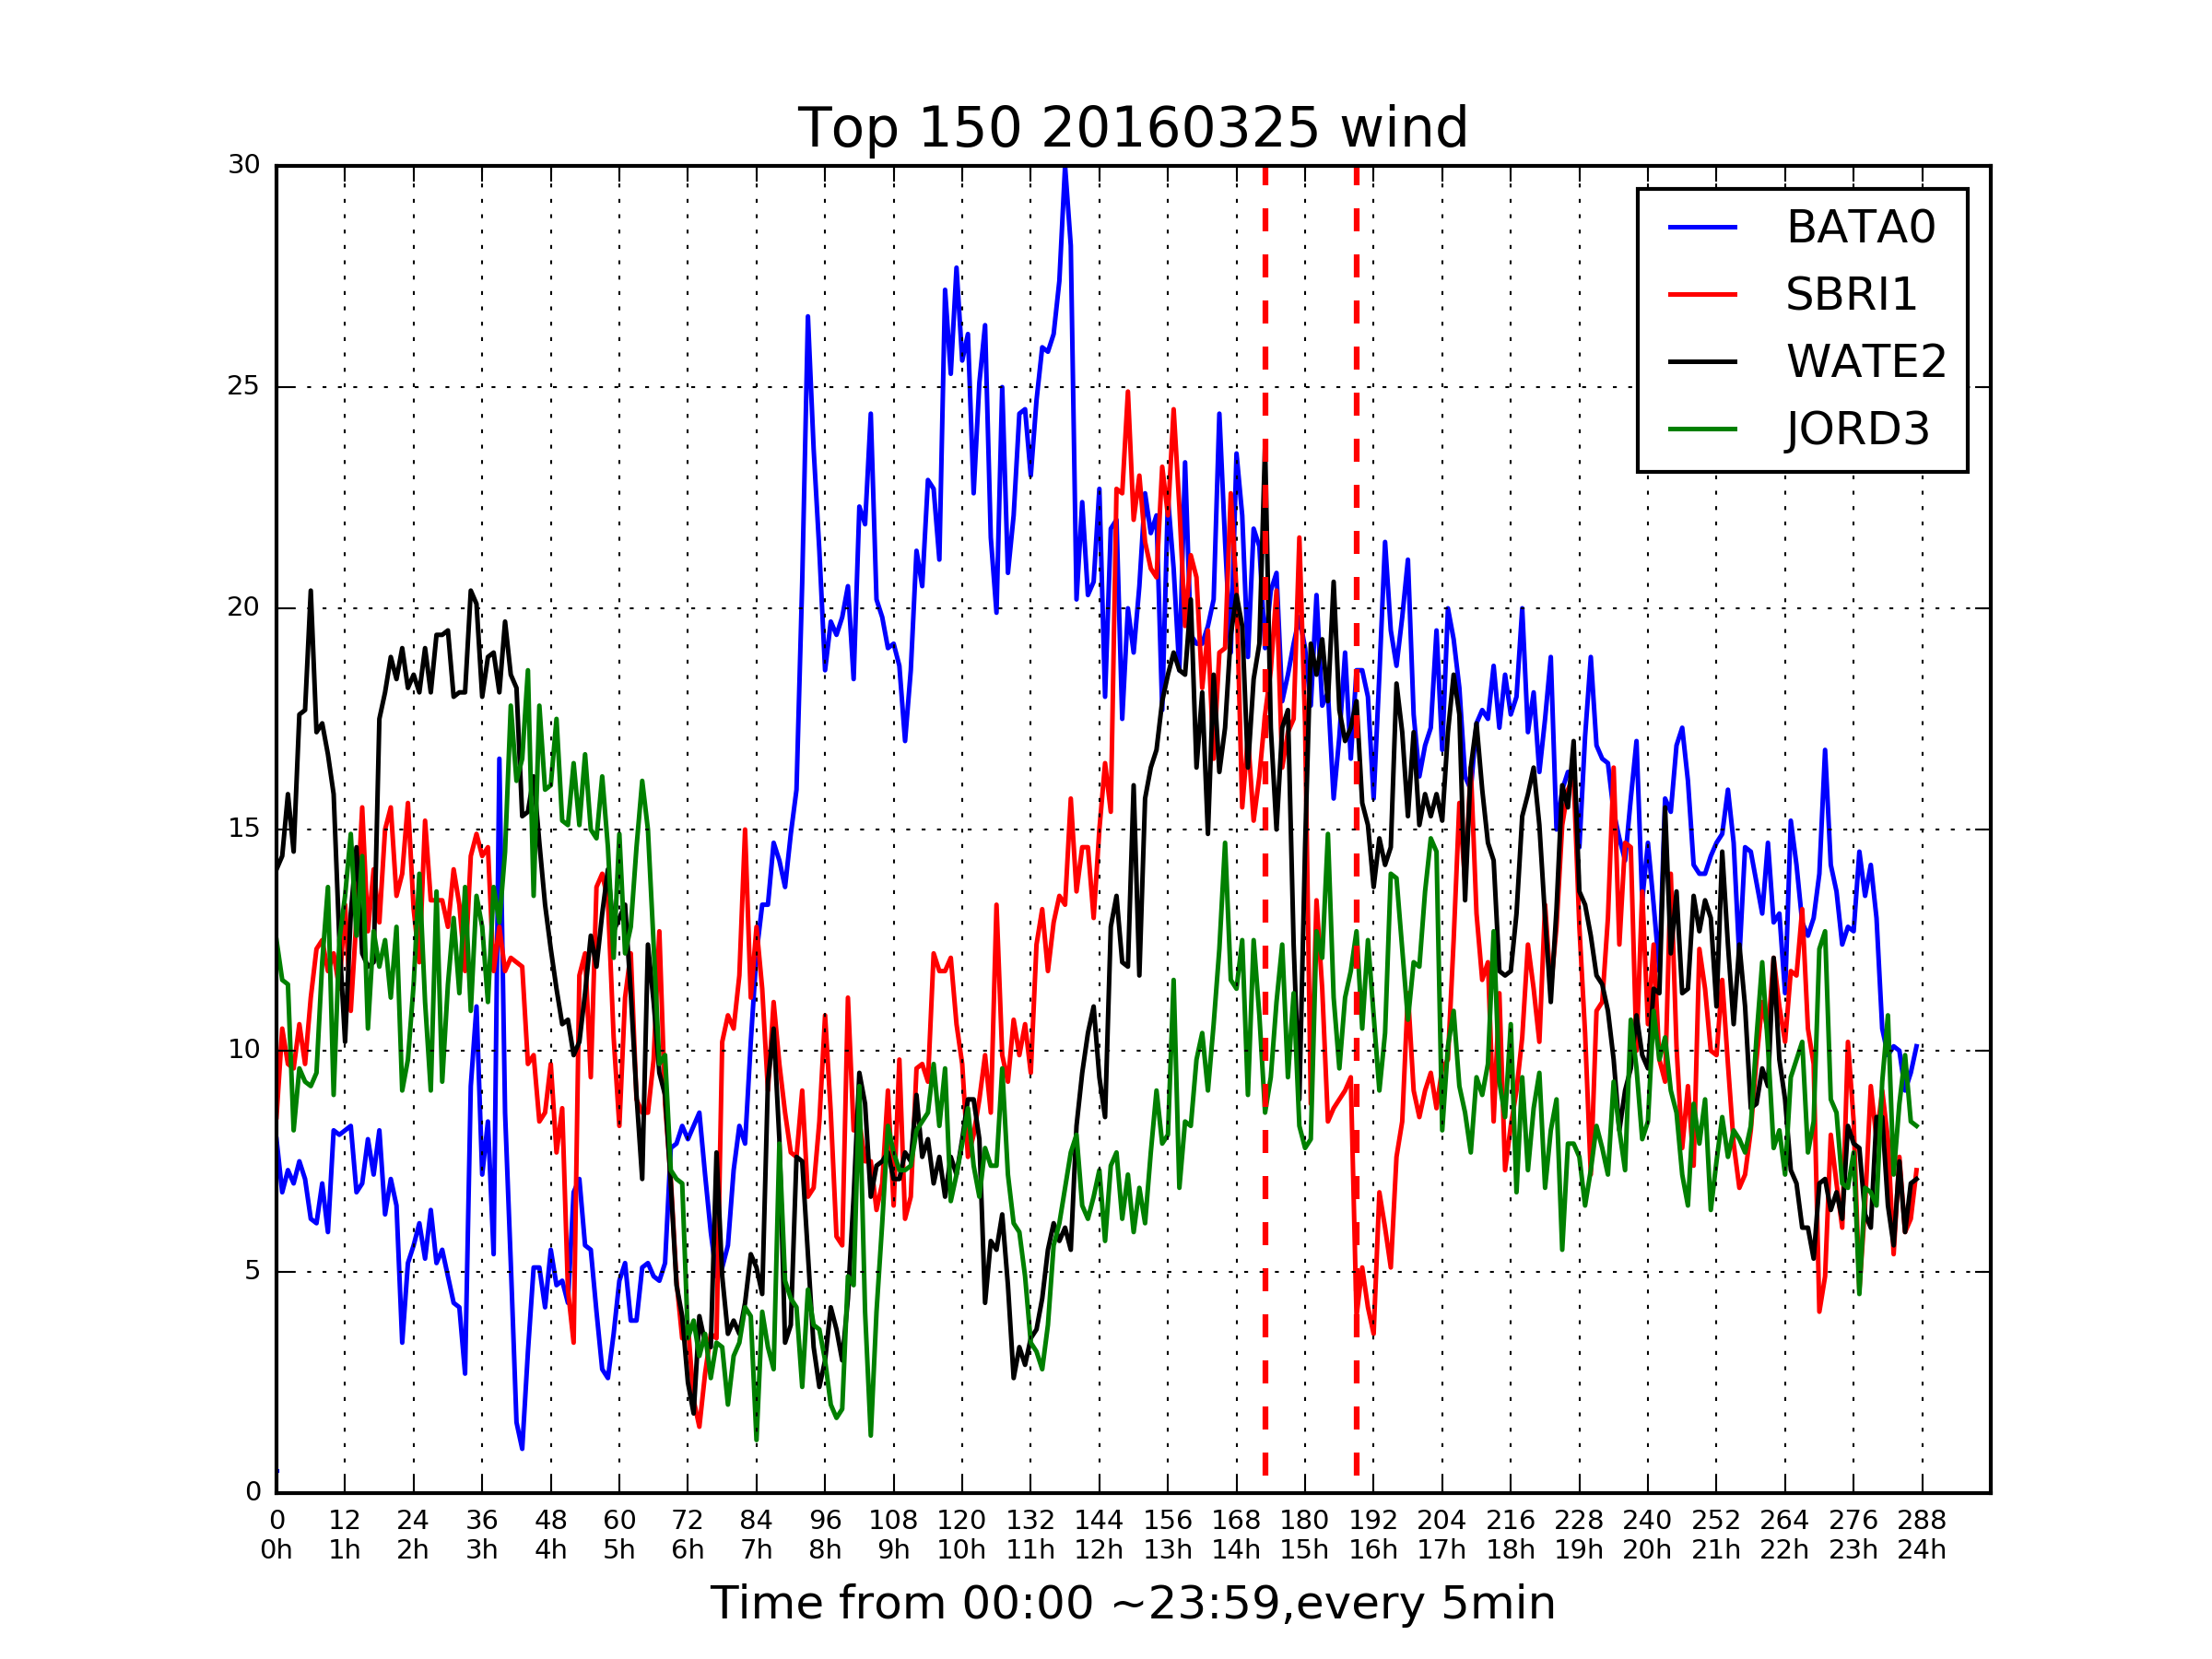 Top 150 20160325 wind
30
25
20
15
10
5
0
BATA0
SBRI1
WATE2
JORD3
0 12 24 36 48 60 72 84 96 108 120 132 144 156 168 180 192 204 216 228 240 252 264 276 288
0h 1h 2h 3h 4h 5h 6h 7h 8h 9h 10h 11h 12h 13h 14h 15h 16h 17h 18h 19h 20h 21h 22h 23h 24h
Time from 00:00 ~23:59,every 5min